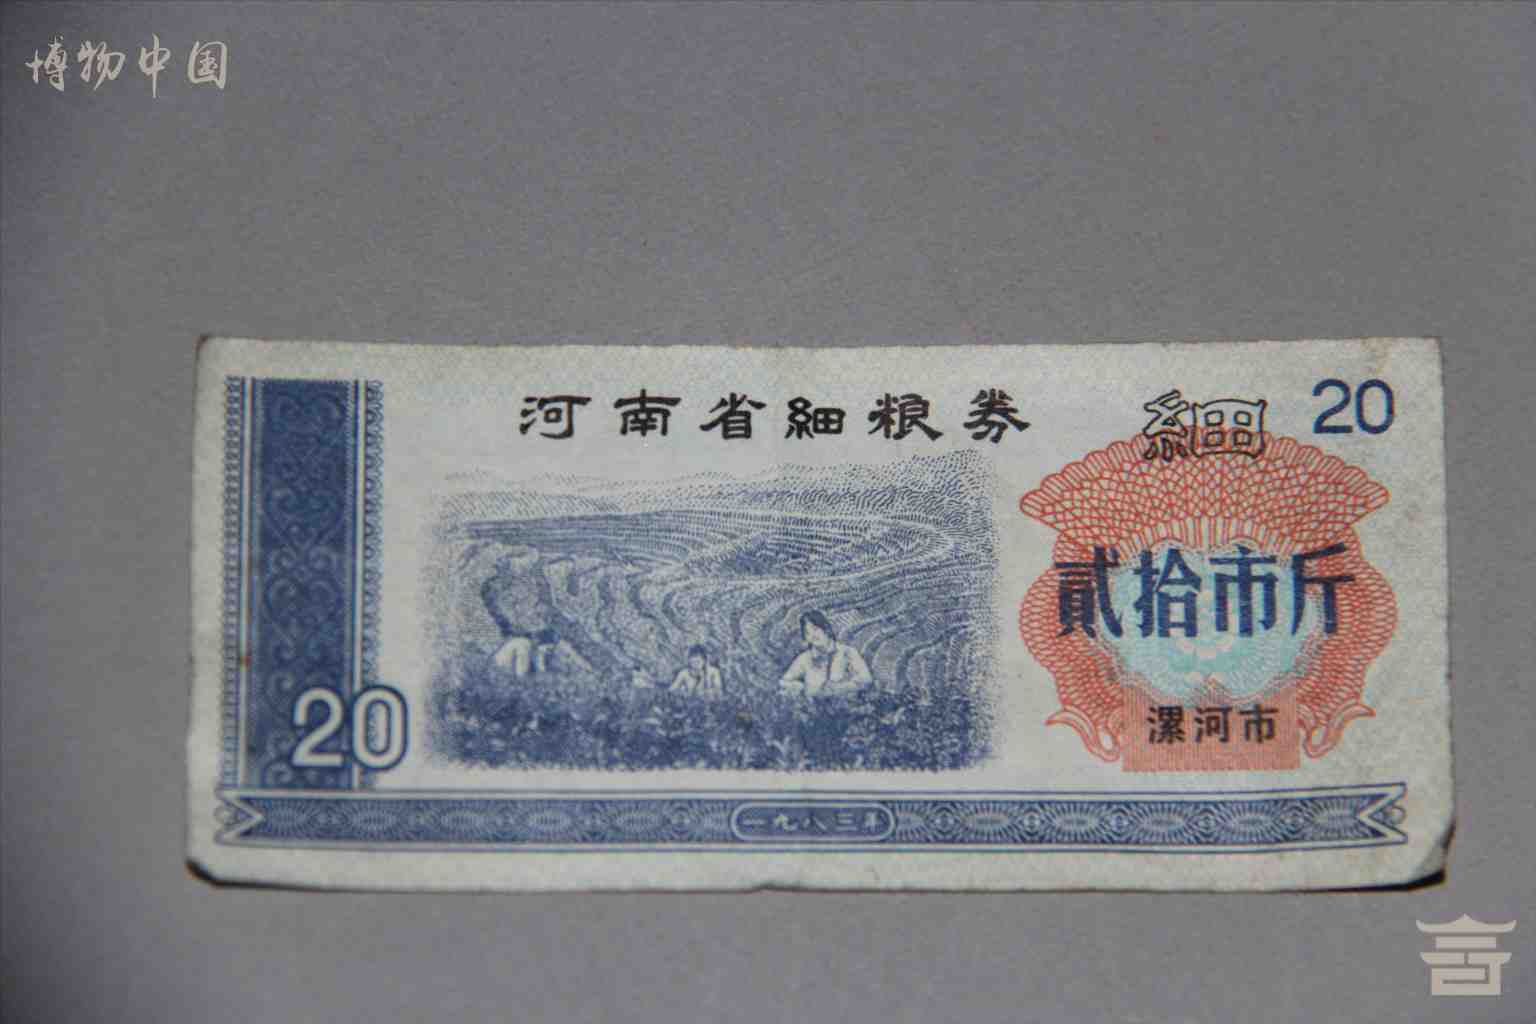 博物中国
河南省细粮券
細
20
貳拾市斤
漯河市
20
一九八三年